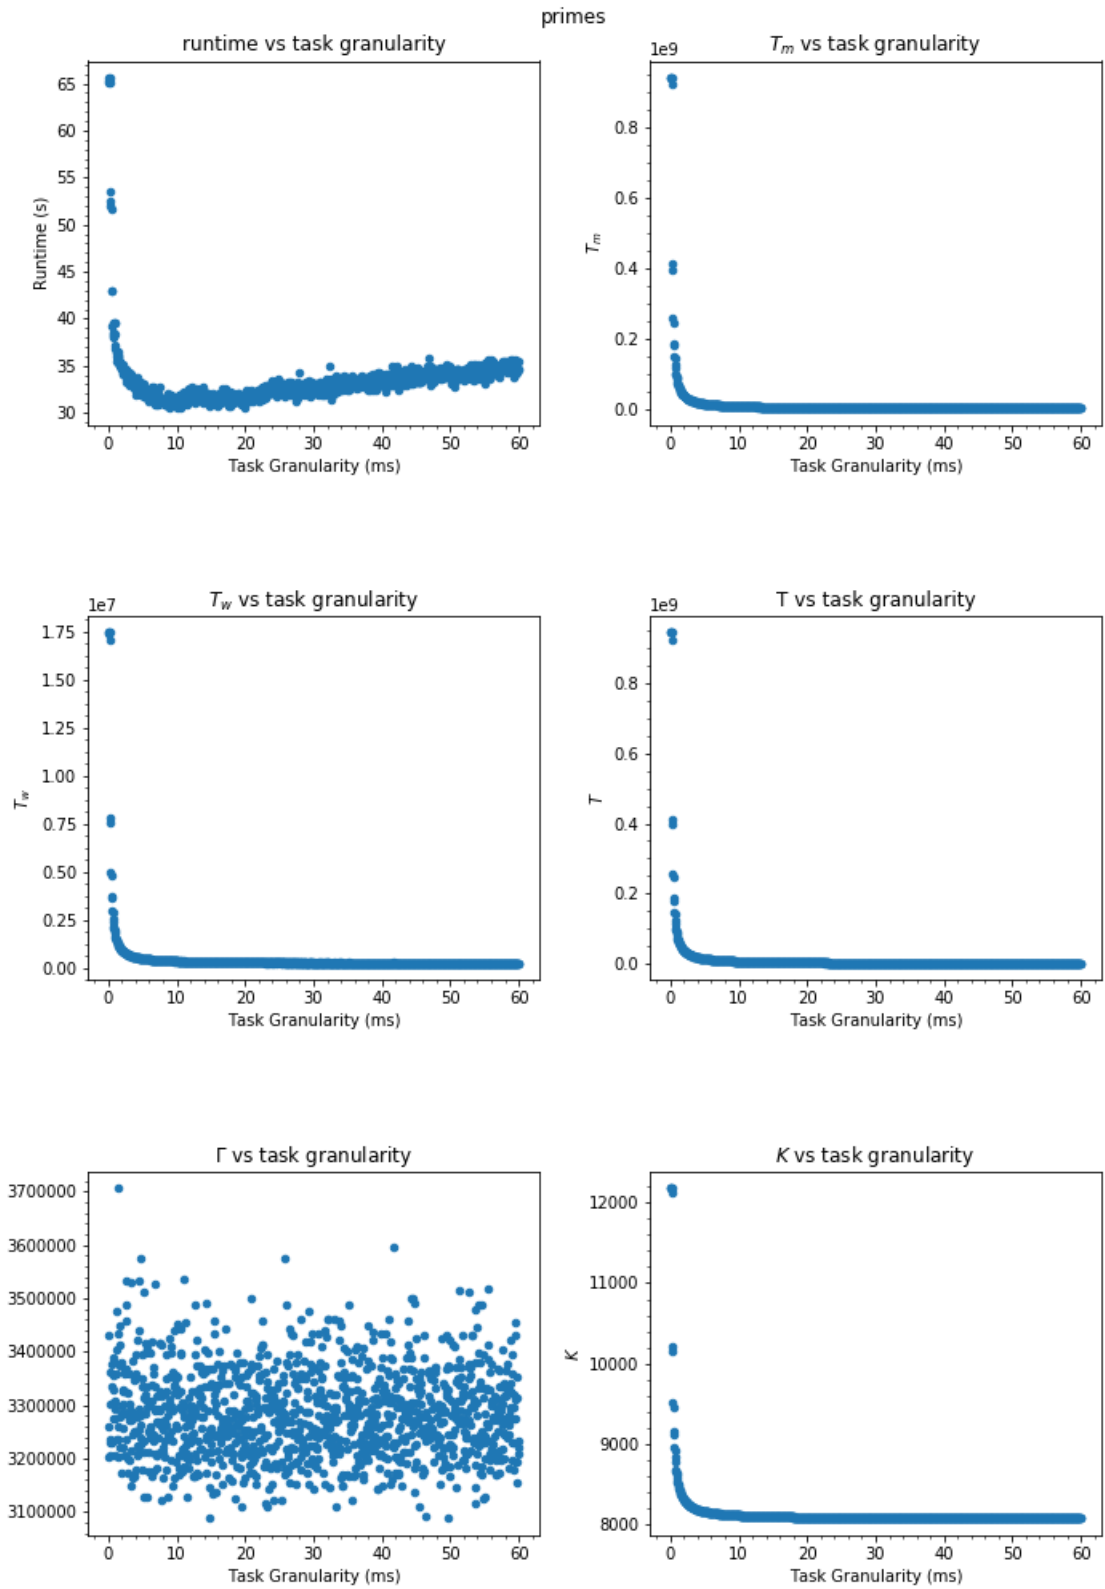 primes
runtime vs task granularity
Runtime (s)
65
60
55
50
45
40
35
30
0 10 20 30 40 50 60
Task Granularity (ms)
T_m vs task granularity
1e9
T_m
0.8
0.6
0.4
0.2
0.0
0 10 20 30 40 50 60
Task Granularity (ms)
T_w vs task granularity
1e7
T_w
1.75
1.50
1.25
1.00
0.75
0.50
0.25
0.00
0 10 20 30 40 50 60
Task Granularity (ms)
T vs task granularity
1e9
T
0.8
0.6
0.4
0.2
0.0
0 10 20 30 40 50 60
Task Granularity (ms)
Γ vs task granularity
3700000
3600000
3500000
3400000
3300000
3200000
3100000
0 10 20 30 40 50 60
Task Granularity (ms)
K vs task granularity
K
12000
11000
10000
9000
8000
0 10 20 30 40 50 60
Task Granularity (ms)